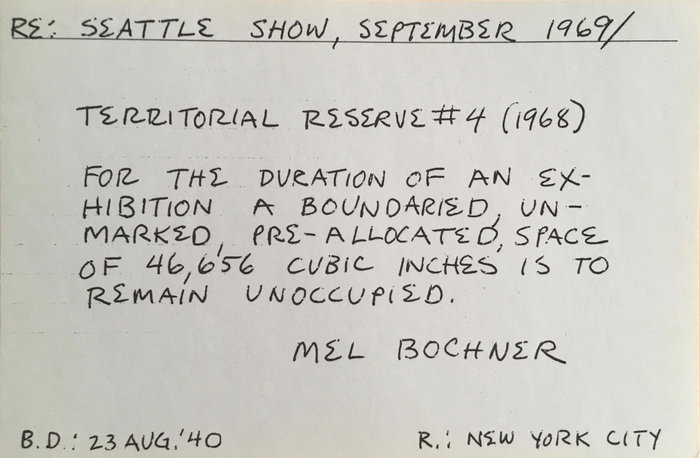 RE: SEATTLE SHOW, SEPTEMBER 1969/
TERRITORIAL RESERVE #4 (1968)
FOR THE DURATION OF AN EX-
HIBITION A BOUNDARIED, UN-
MARKED, PRE-ALLOCATED, SPACE
OF 46,656 CUBIC INCHES IS TO
REMAIN UNOCCUPIED.
MEL BOCHNER
B.D.: 23 AUG.'40
R.: NEW YORK CITY